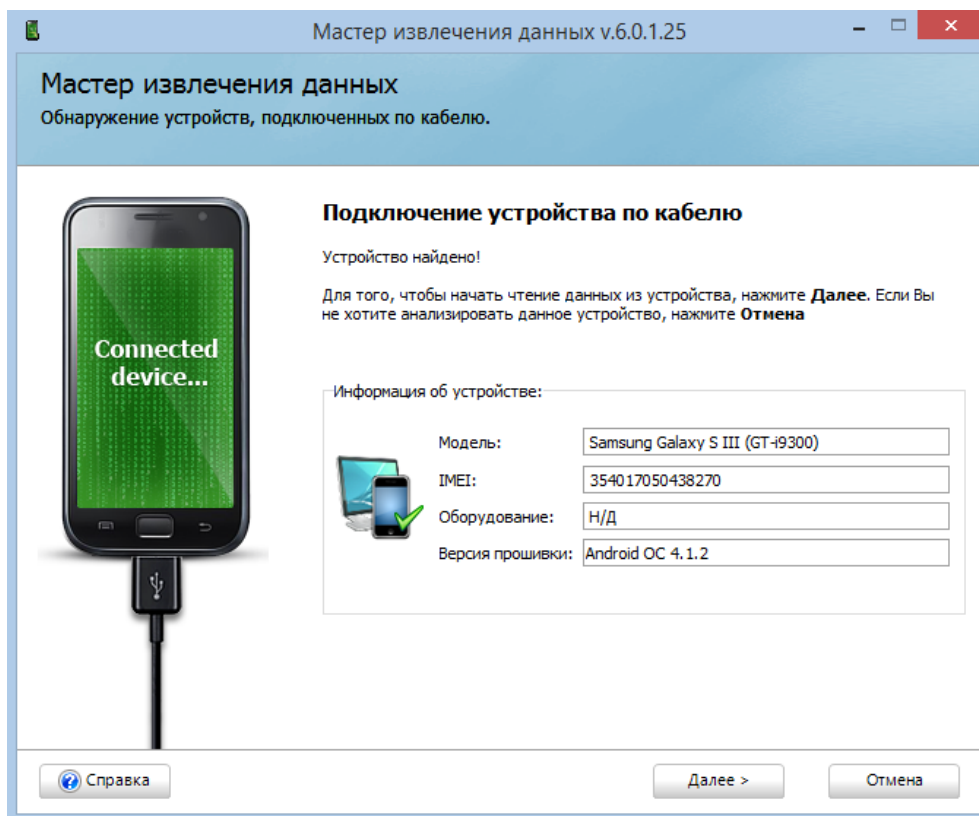 Мастер извлечения данных v.6.0.1.25
Мастер извлечения данных
Обнаружение устройств, подключенных по кабелю.
Connected
device...
Подключение устройства по кабелю
Устройство найдено!
Для того, чтобы начать чтение данных из устройства, нажмите Далее. Если Вы
не хотите анализировать данное устройство, нажмите Отмена
Информация об устройстве:
Модель: Samsung Galaxy S III (GT-i9300)
IMEI: 354017050438270
Оборудование: Н/Д
Версия прошивки: Android ОС 4.1.2
Справка Далее > Отмена